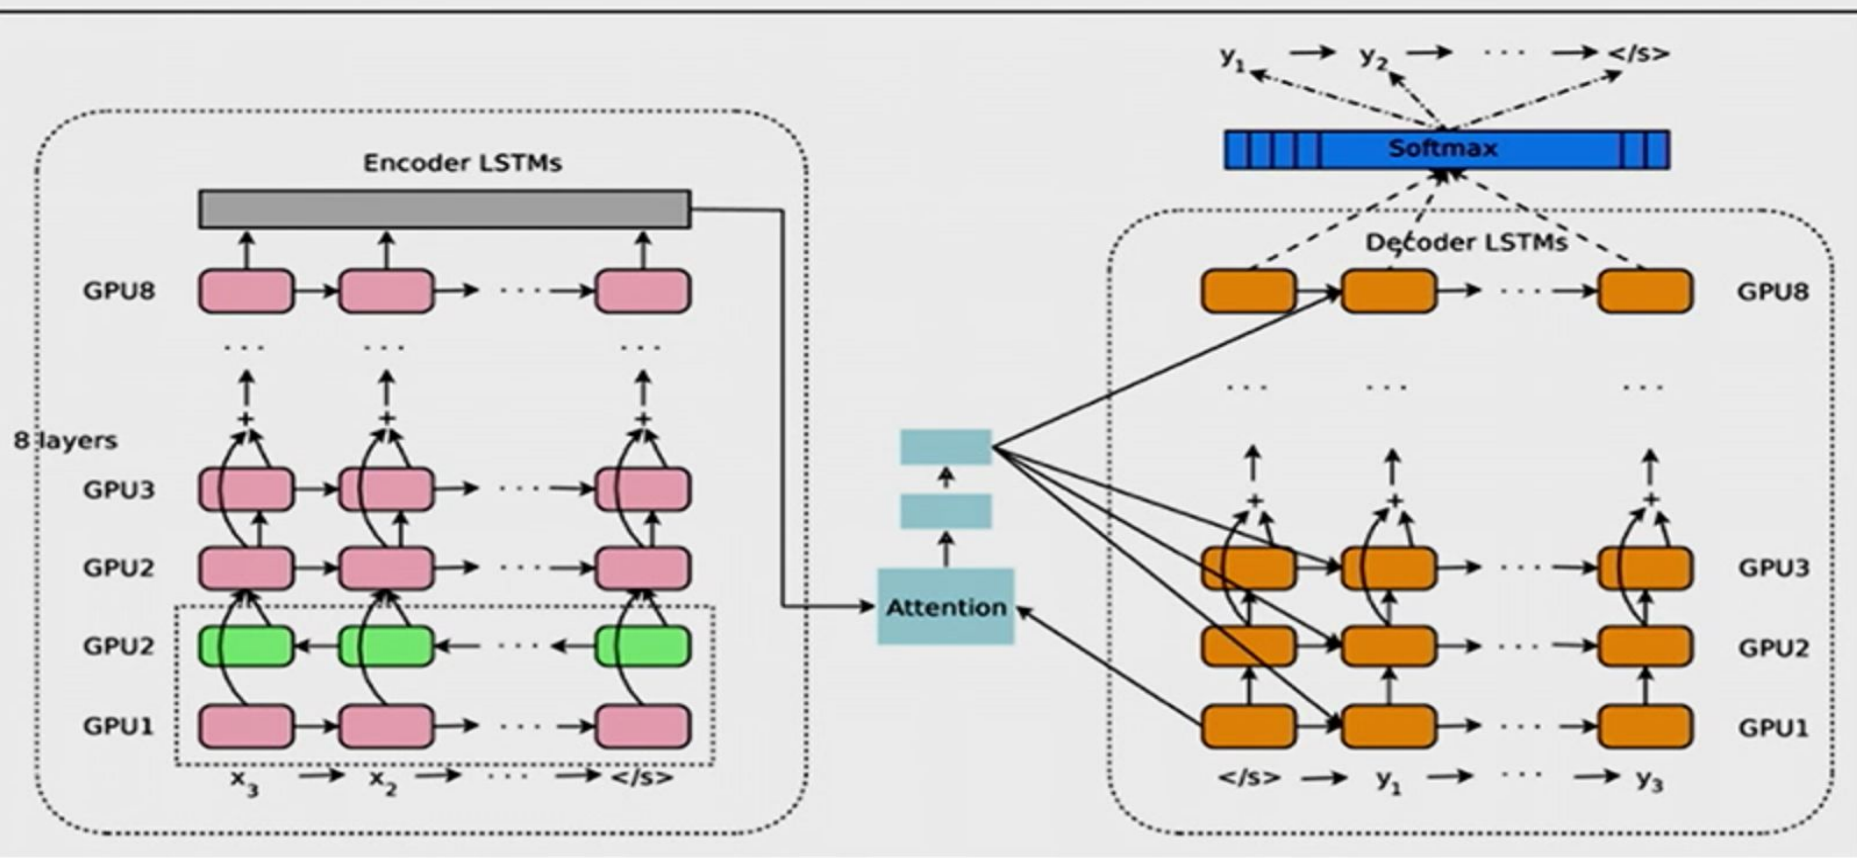 y1 → y2 → ... → </s>
Softmax
Encoder LSTMs
Decoder LSTMs
GPU8
GPU8
... ... ...
... ... ...
+ + +
8 layers
GPU3
+ + +
GPU2
GPU3
Attention
GPU2
GPU2
GPU1
GPU1
x3 → x2 → ... → </s>
</s> → y1 → ... → y3